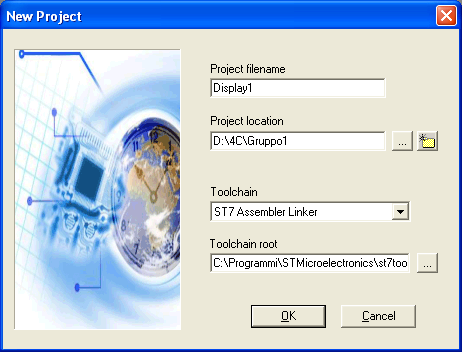 New Project
Project filename
Display1
Project location
D:\4C\Gruppo1
...
Toolchain
ST7 Assembler Linker
Toolchain root
C:\Programmi\STMicroelectronics\st7too
...
OK
Cancel